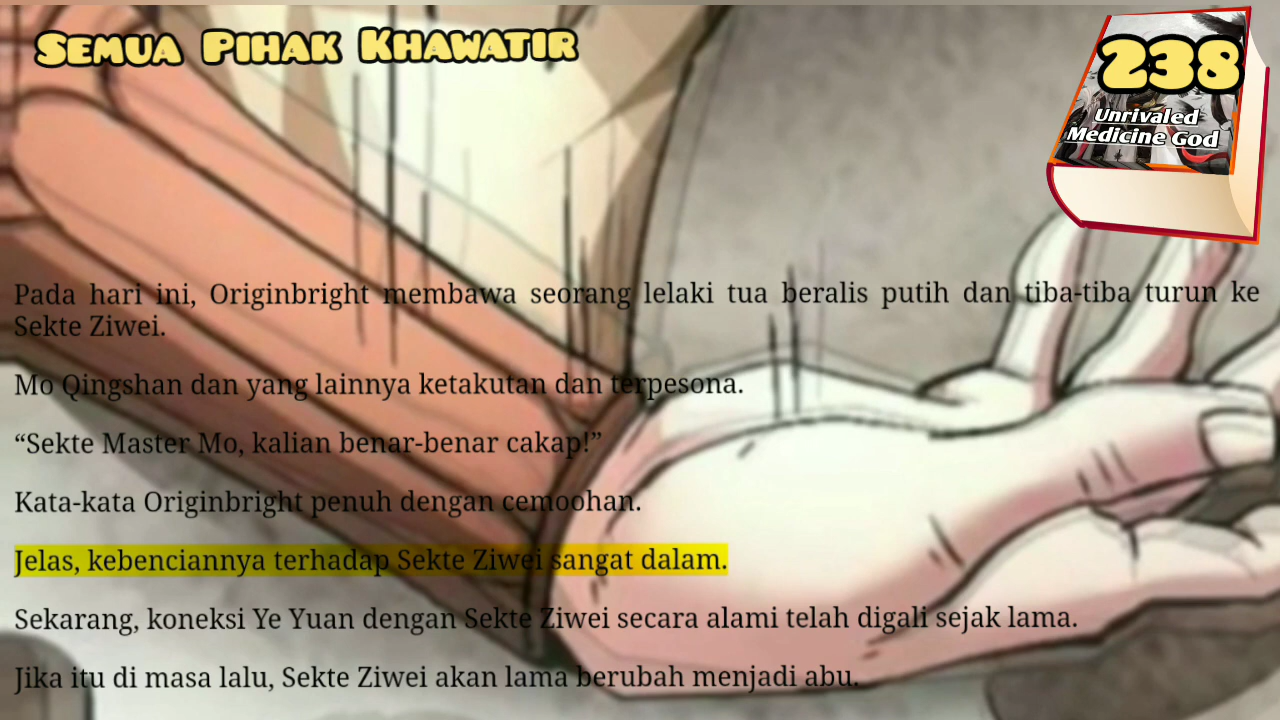 Semua Pihak Khawatir
238
Unrivaled
Medicine God
Pada hari ini, Originbright membawa seorang lelaki tua beralis putih dan tiba-tiba turun ke
Sekte Ziwei.
Mo Qingshan dan yang lainnya ketakutan dan terpesona.
“Sekte Master Mo, kalian benar-benar cakap!”
Kata-kata Originbright penuh dengan cemoohan.
Jelas, kebenciannya terhadap Sekte Ziwei sangat dalam.
Sekarang, koneksi Ye Yuan dengan Sekte Ziwei secara alami telah digali sejak lama.
Jika itu di masa lalu, Sekte Ziwei akan lama berubah menjadi abu.